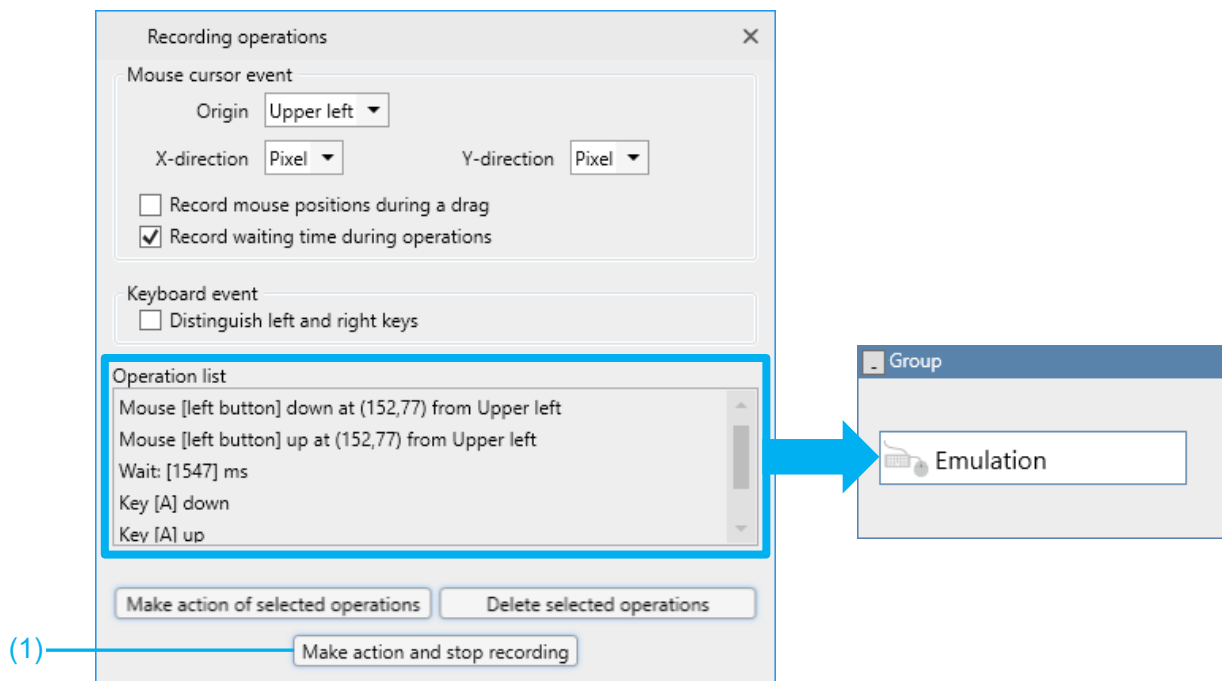 Recording operations
Mouse cursor event
Origin Upper left
X-direction Pixel Y-direction Pixel
Record mouse positions during a drag
Record waiting time during operations
Keyboard event
Distinguish left and right keys
Operation list
Mouse [left button] down at (152,77) from Upper left
Mouse [left button] up at (152,77) from Upper left
Wait: [1547] ms
Key [A] down
Key [A] up
Make action of selected operations Delete selected operations
(1) Make action and stop recording
Group
Emulation